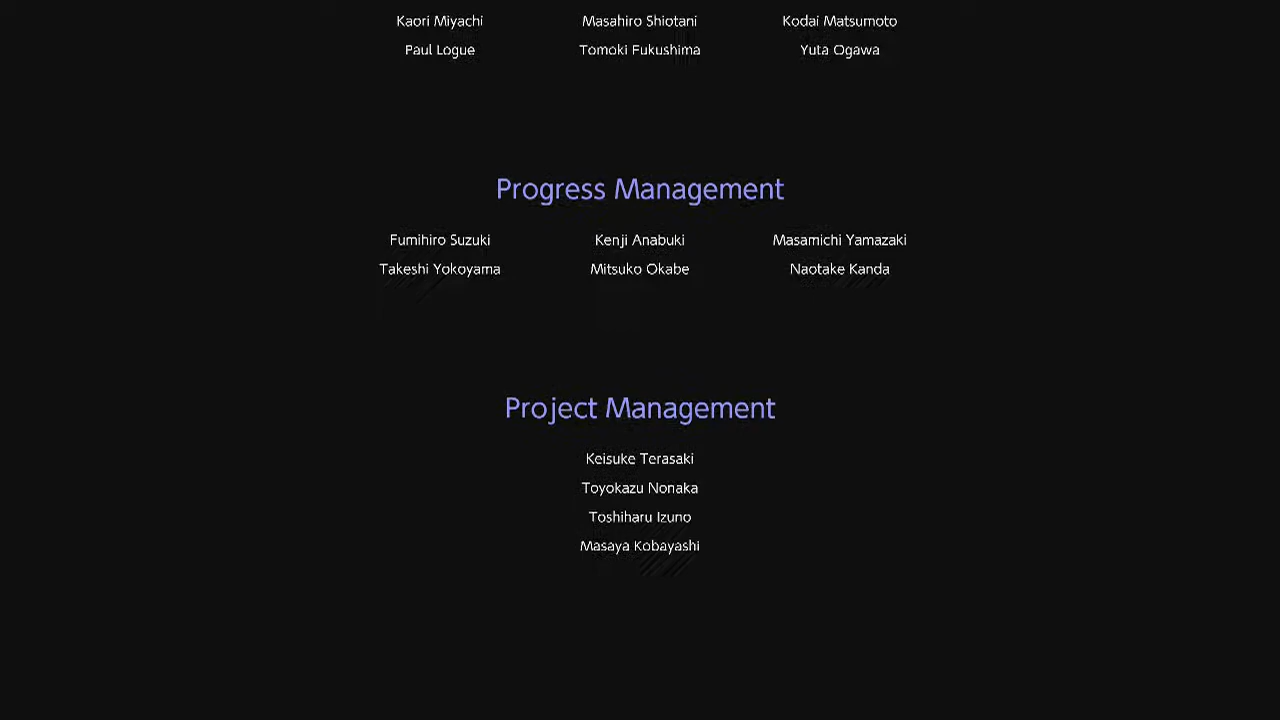 Kaori Miyachi Masahiro Shiotani Kodai Matsumoto
Paul Logue Tomoki Fukushima Yuta Ogawa
Progress Management
Fumihiro Suzuki Kenji Anabuki Masamichi Yamazaki
Takeshi Yokoyama Mitsuko Okabe Naotake Kanda
Project Management
Keisuke Terasaki
Toyokazu Nonaka
Toshiharu Izuno
Masaya Kobayashi